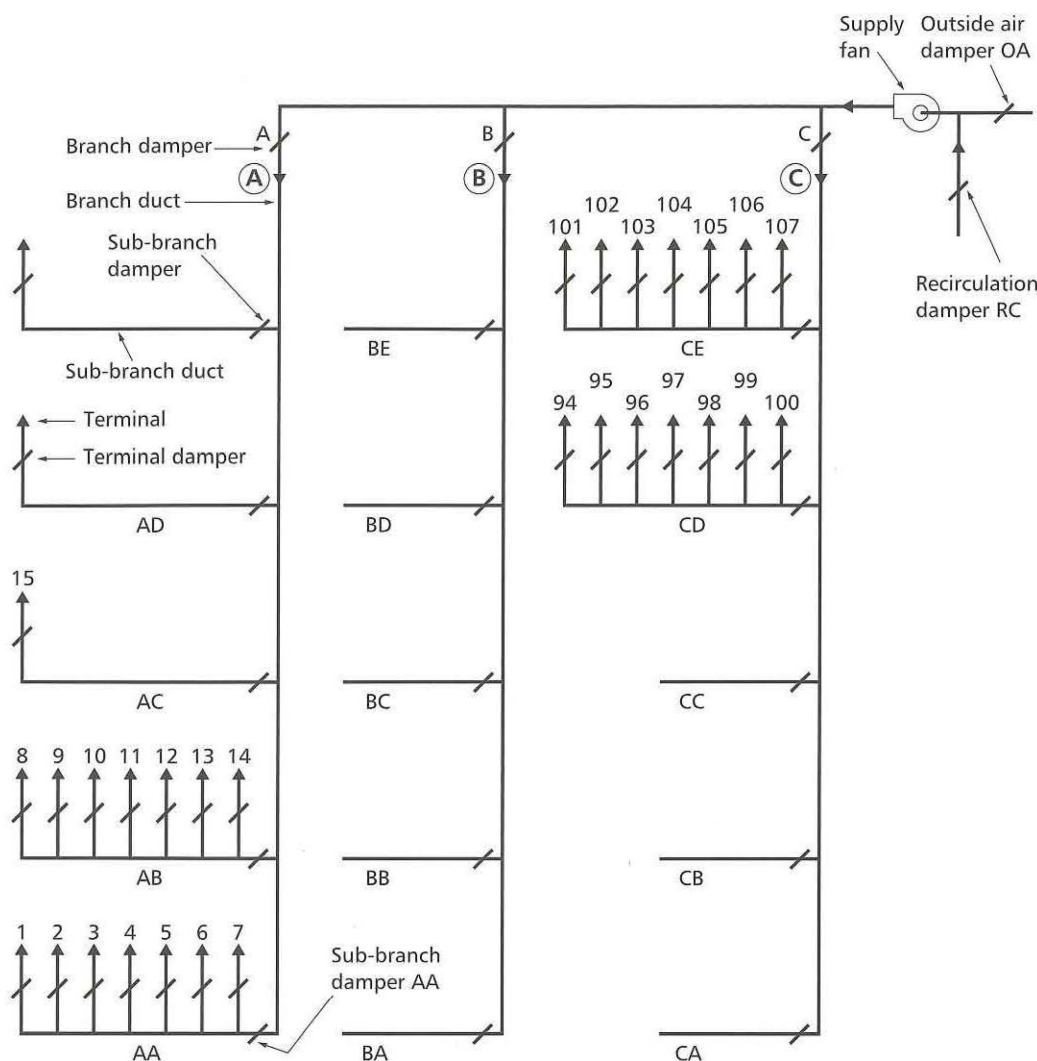 Supply
fan
Outside air
damper OA
A
B
C
Branch damper
A
B
C
Branch duct
Sub-branch
damper
101
102
103
104
105
106
107
Recirculation
damper RC
BE
CE
Sub-branch duct
94
95
96
97
98
99
100
Terminal
Terminal damper
AD
BD
CD
15
AC
BC
CC
8
9
10
11
12
13
14
AB
BB
CB
1
2
3
4
5
6
7
Sub-branch
damper AA
AA
BA
CA